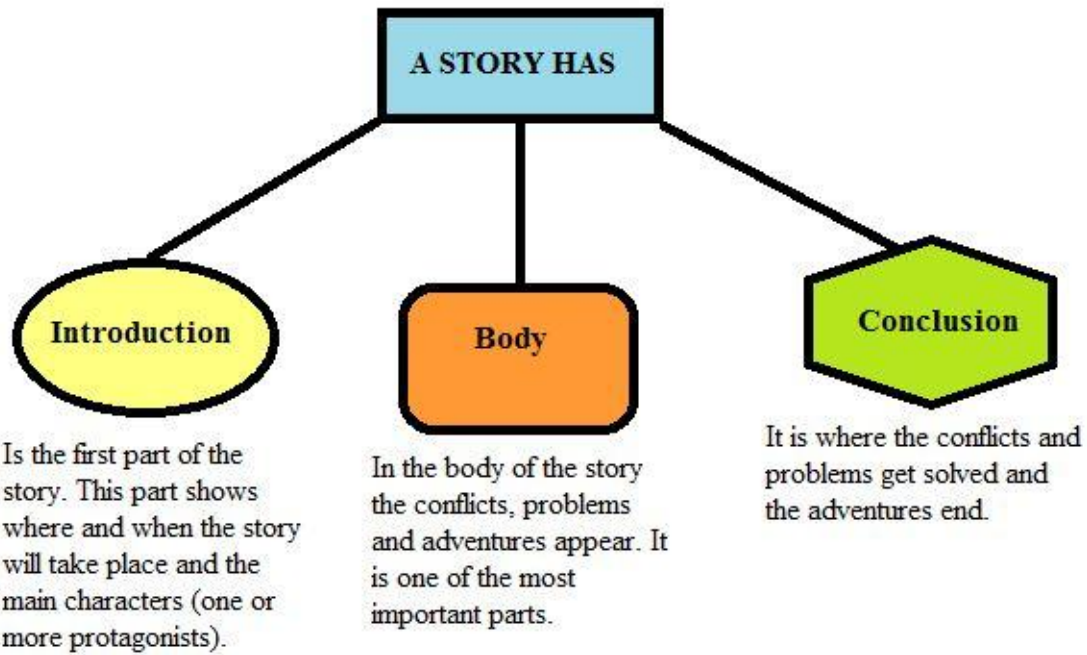 A STORY HAS
Introduction
Is the first part of the
story. This part shows
where and when the story
will take place and the
main characters (one or
more protagonists).
Body
In the body of the story
the conflicts, problems
and adventures appear. It
is one of the most
important parts.
Conclusion
It is where the conflicts and
problems get solved and
the adventures end.